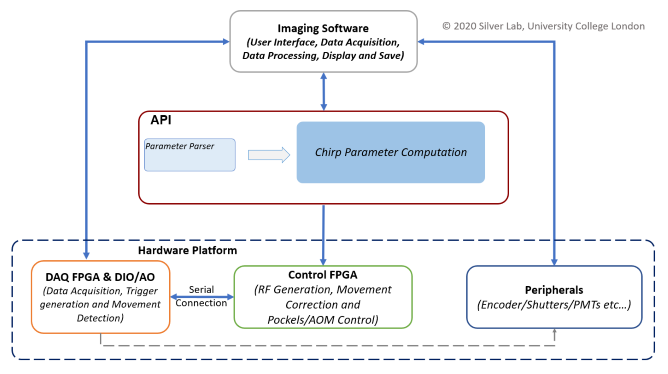 Imaging Software
(User Interface, Data Acquisition,
Data Processing, Display and Save)
© 2020 Silver Lab, University College London
API
Parameter Parser
Chirp Parameter Computation
Hardware Platform
DAQ FPGA & DIO/AO
(Data Acquisition, Trigger
generation and Movement
Detection)
Serial
Connection
Control FPGA
(RF Generation, Movement
Correction and
Pockels/AOM Control)
Peripherals
(Encoder/Shutters/PMTs etc...)